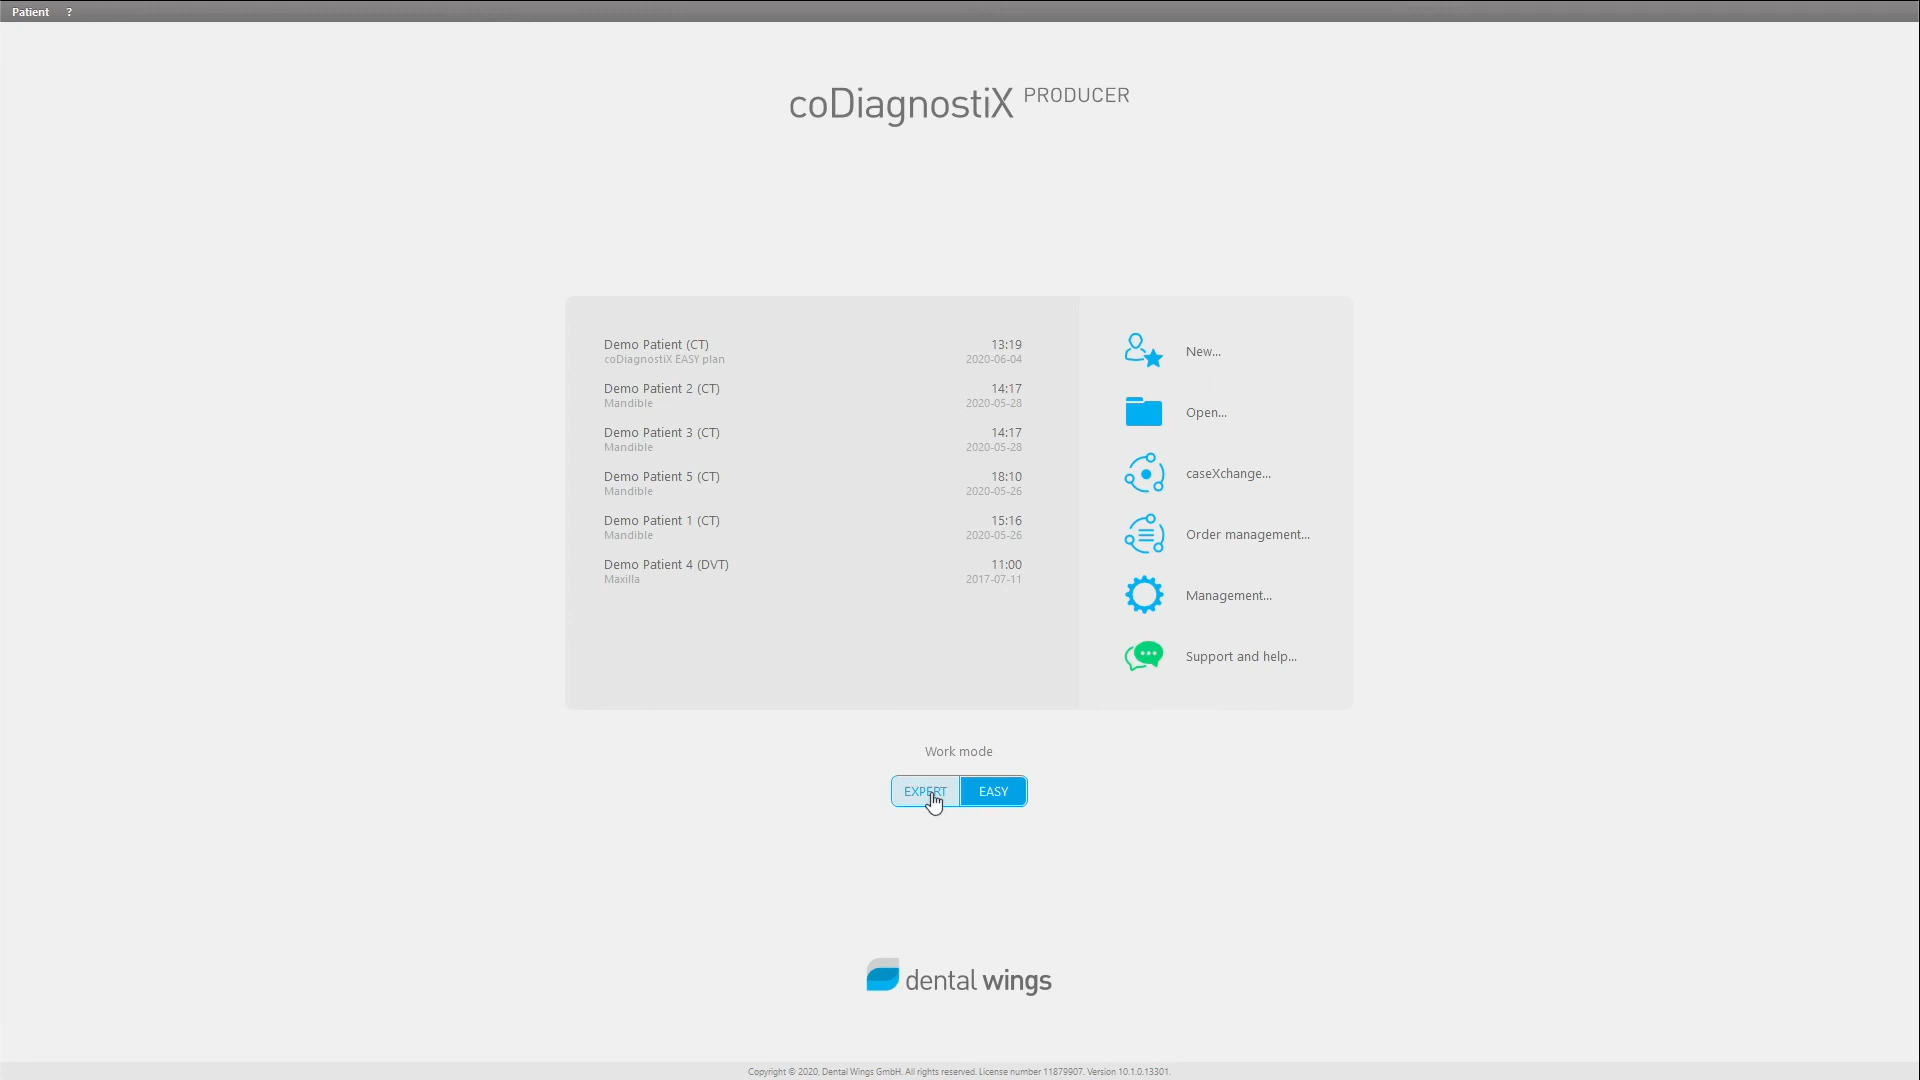 Patient ?
coDiagnostiX PRODUCER
Demo Patient (CT) 13:19
coDiagnostiX EASY plan 2020-06-04
Demo Patient 2 (CT) 14:17
Mandible 2020-05-28
Demo Patient 3 (CT) 14:17
Mandible 2020-05-28
Demo Patient 5 (CT) 18:10
Mandible 2020-05-26
Demo Patient 1 (CT) 15:16
Mandible 2020-05-26
Demo Patient 4 (DVT) 11:00
Maxilla 2017-07-11
New...
Open...
caseXchange...
Order management...
Management...
Support and help...
Work mode
EXPERT EASY
dental wings
Copyright © 2020, Dental Wings GmbH. All rights reserved. License number 11879907. Version 10.1.0.13301.